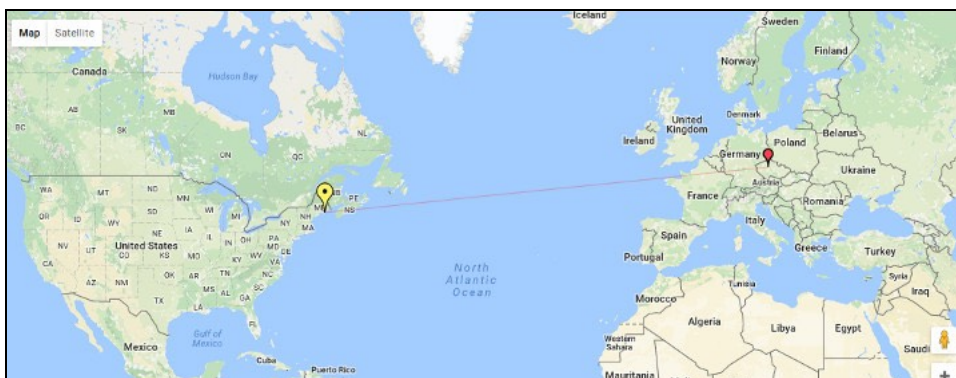 Map Satellite
Iceland
Sweden
Finland
Norway
Canada
Hudson Bay
AB
MB
BC
SK
NL
ON
QC
Denmark
United
Kingdom
Ireland
Poland
Belarus
Germany
Ukraine
Austria
France
Romania
Italy
Spain
Portugal
Greece
Turkey
PE
NS
NH
MA
WA
MT
ND
MN
OR
ID
SD
WI
MI
NY
WY
IA
NE
PA
IL
IN
OH
MD
DE
NV
UT
United States
CO
KS
MO
KY
WV
VA
CA
AZ
NM
OK
AR
TN
NC
SC
MS
AL
GA
TX
LA
FL
North
Atlantic
Ocean
Gulf of
Mexico
Mexico
Cuba
Puerto Rico
Syria
Iraq
Tunisia
Morocco
Algeria
Libya
Egypt
Western
Sahara
Saudi
Mauritania
+